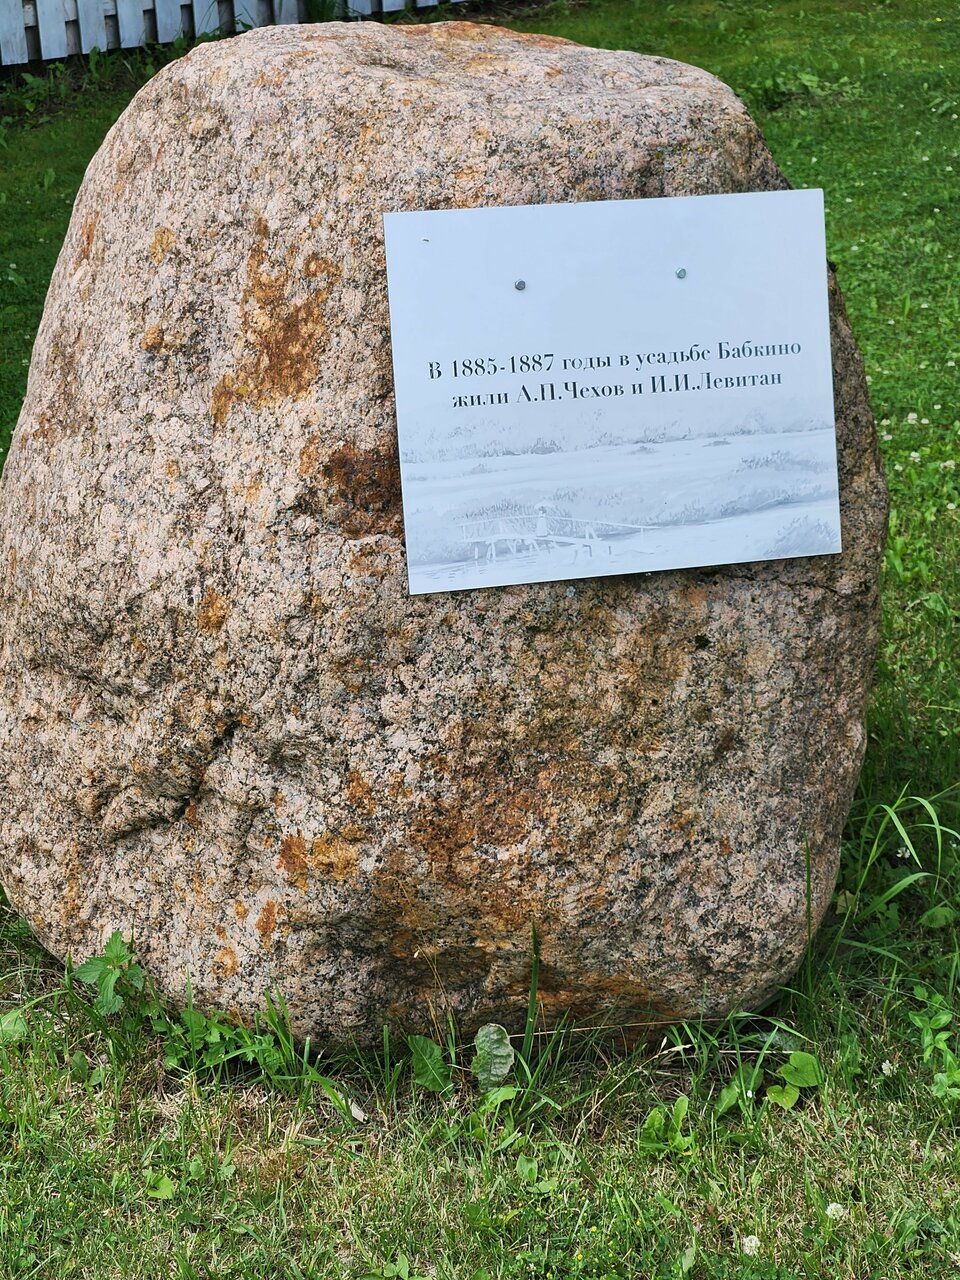 В 1885-1887 годы в усадьбе Бабкино
жили А.П.Чехов и И.И.Левитан